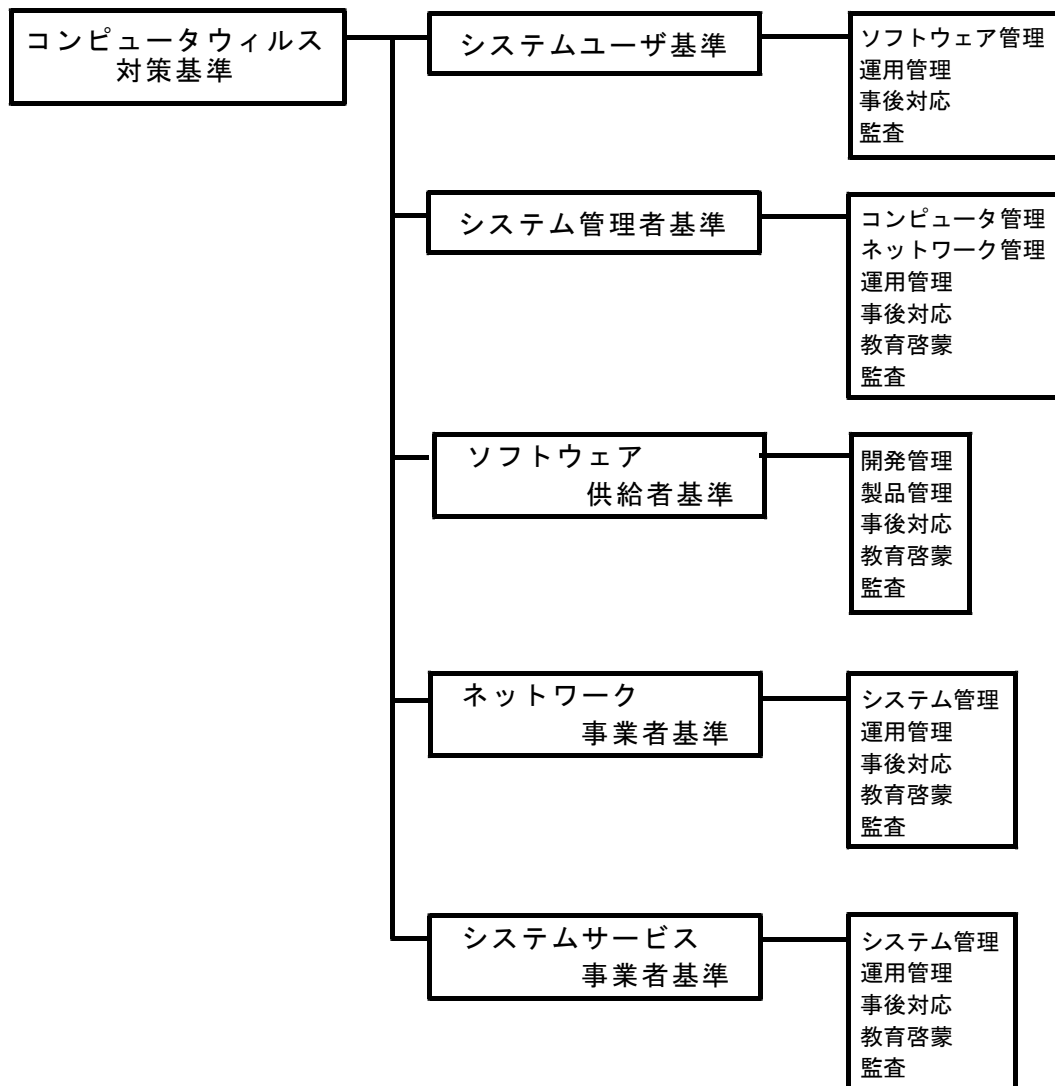 コンピュータウィルス
対策基準
システムユーザ基準
ソフトウェア管理
運用管理
事後対応
監査
システム管理者基準
コンピュータ管理
ネットワーク管理
運用管理
事後対応
教育啓蒙
監査
ソフトウェア
供給者基準
開発管理
製品管理
事後対応
教育啓蒙
監査
ネットワーク
事業者基準
システム管理
運用管理
事後対応
教育啓蒙
監査
システムサービス
事業者基準
システム管理
運用管理
事後対応
教育啓蒙
監査